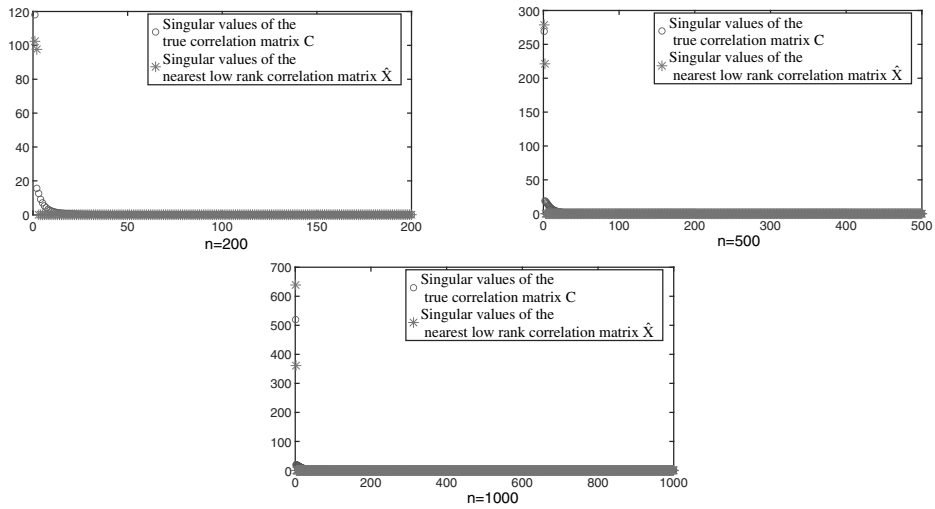 120
100
80
60
40
20
0
0 50 100 150 200
n=200
Singular values of the
true correlation matrix C
Singular values of the
nearest low rank correlation matrix X̂
300
250
200
150
100
50
0
0 100 200 300 400 500
n=500
Singular values of the
true correlation matrix C
Singular values of the
nearest low rank correlation matrix X̂
700
600
500
400
300
200
100
0
0 200 400 600 800 1000
n=1000
Singular values of the
true correlation matrix C
Singular values of the
nearest low rank correlation matrix X̂